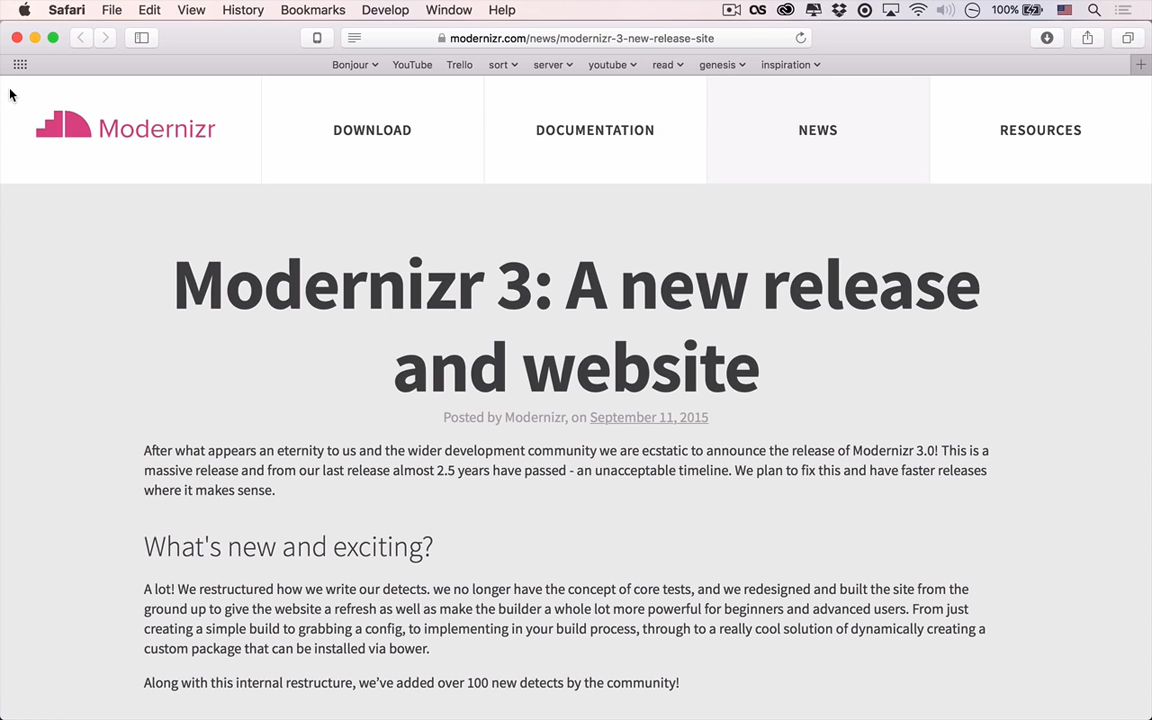 Safari File Edit View History Bookmarks Develop Window Help 100%
modernizr.com/news/modernizr-3-new-release-site
Bonjour YouTube Trello sort server youtube read genesis inspiration
Modernizr DOWNLOAD DOCUMENTATION NEWS RESOURCES
Modernizr 3: A new release
and website
Posted by Modernizr, on September 11, 2015
After what appears an eternity to us and the wider development community we are ecstatic to announce the release of Modernizr 3.0! This is a
massive release and from our last release almost 2.5 years have passed - an unacceptable timeline. We plan to fix this and have faster releases
where it makes sense.
What's new and exciting?
A lot! We restructured how we write our detects. we no longer have the concept of core tests, and we redesigned and built the site from the
ground up to give the website a refresh as well as make the builder a whole lot more powerful for beginners and advanced users. From just
creating a simple build to grabbing a config, to implementing in your build process, through to a really cool solution of dynamically creating a
custom package that can be installed via bower.
Along with this internal restructure, we've added over 100 new detects by the community!